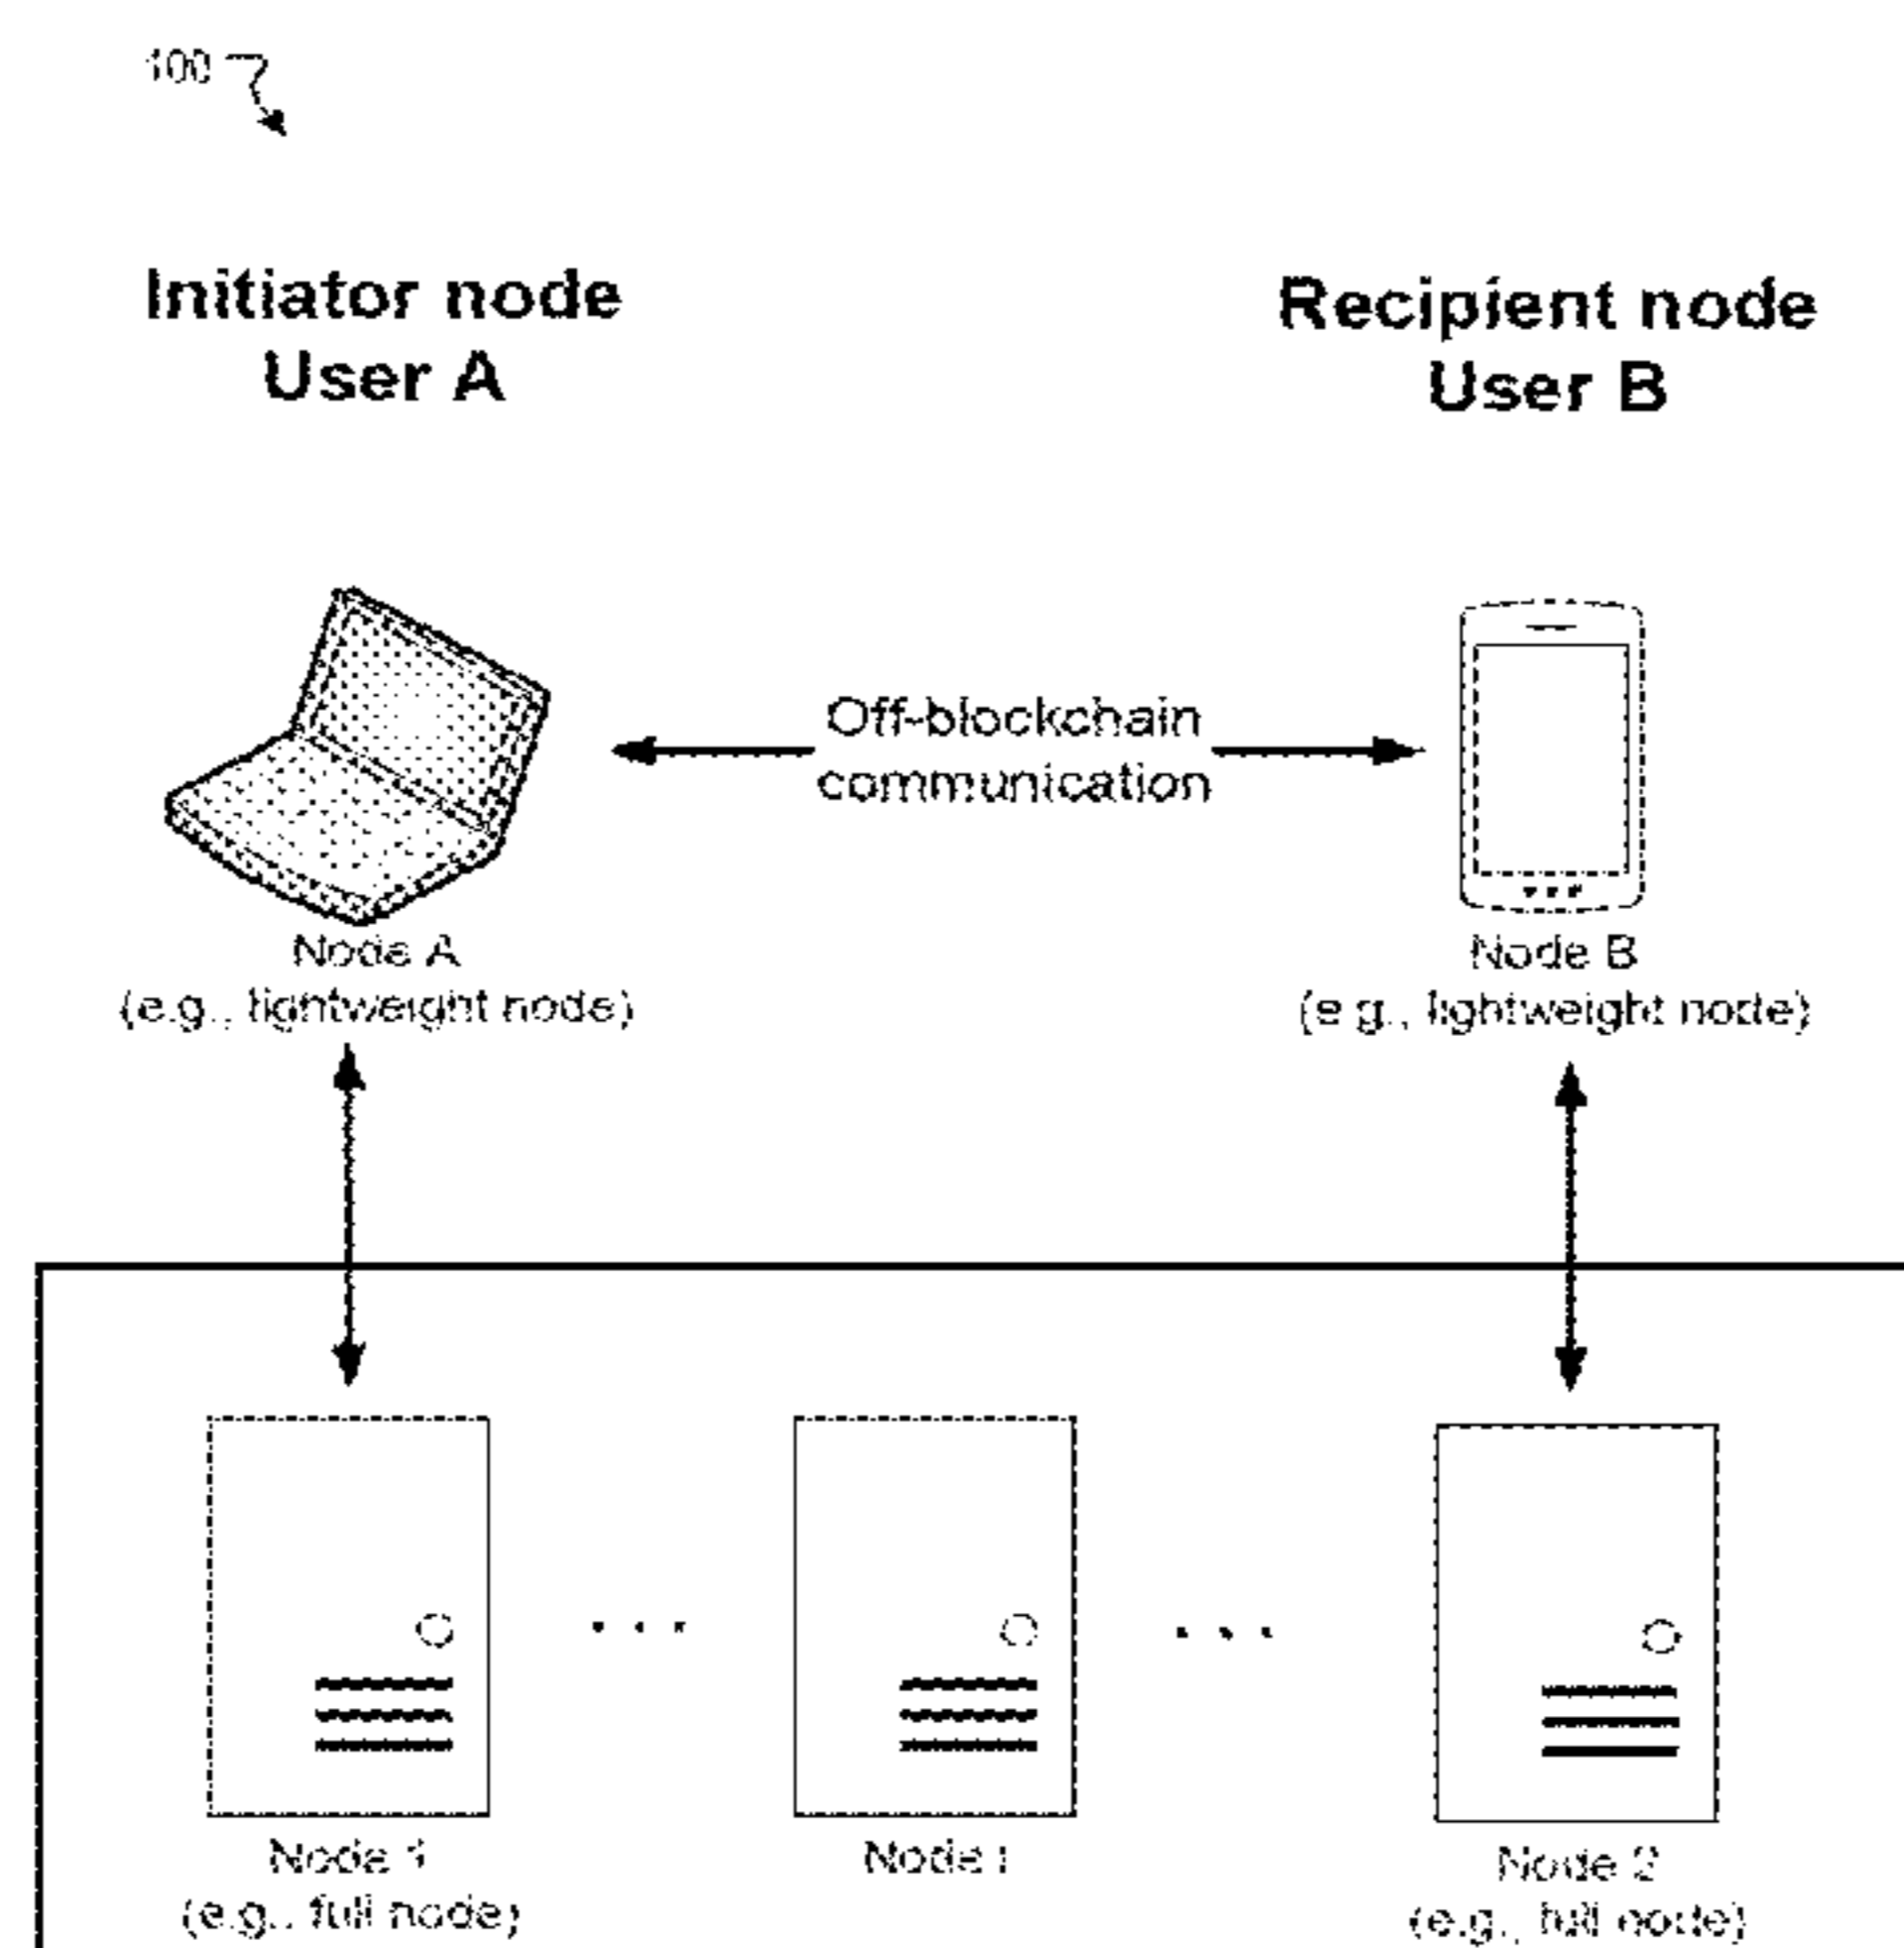 100
Initiator node
User A
Recipient node
User B
Off-blockchain
communication
Node A
(e.g., lightweight node)
Node B
(e.g., lightweight node)
Node 1
(e.g., full node)
Node i
Node 2
(e.g., full node)